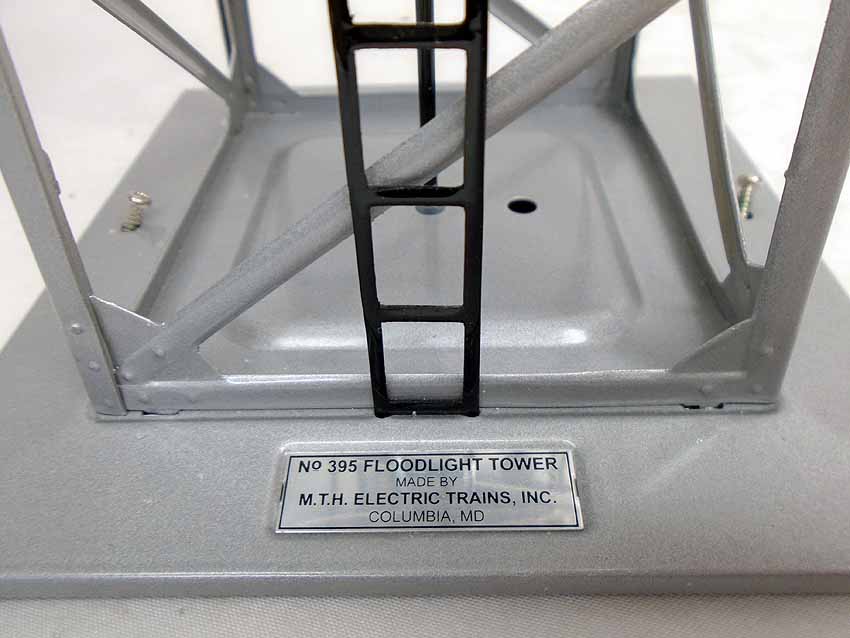 Nº 395 FLOODLIGHT TOWER
MADE BY
M.T.H. ELECTRIC TRAINS, INC.
COLUMBIA, MD